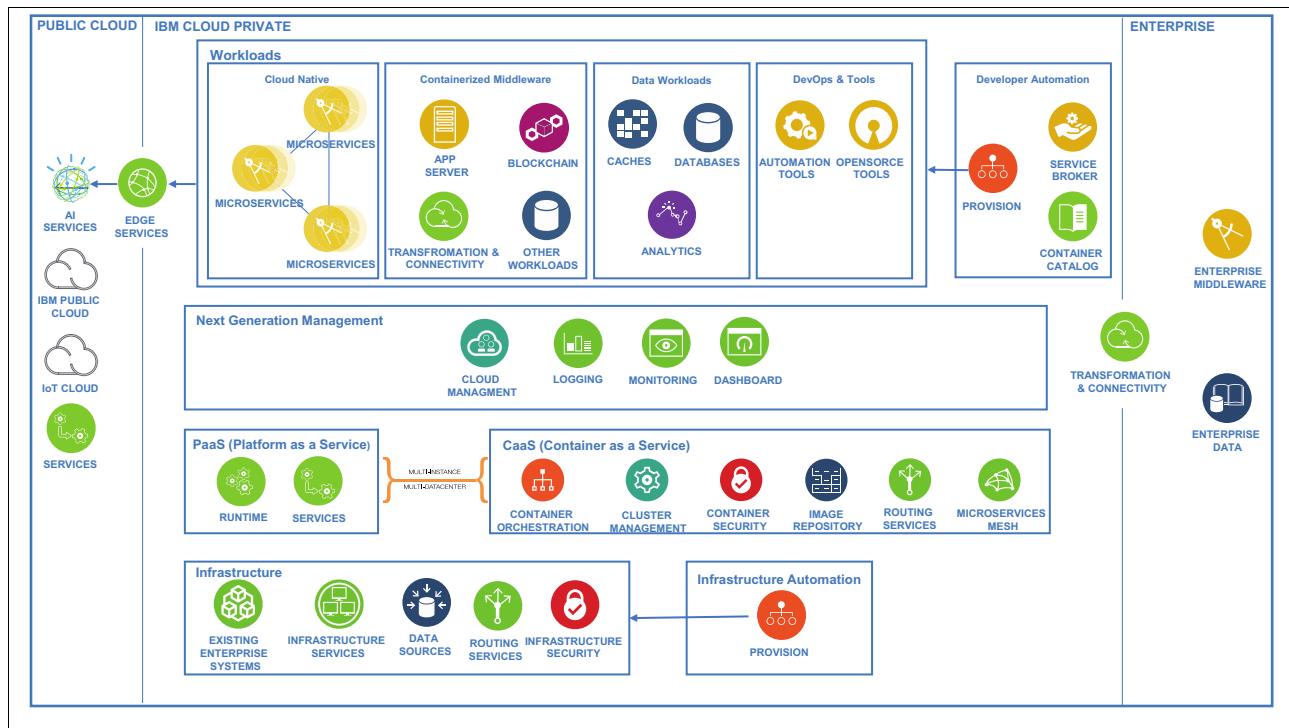 PUBLIC CLOUD
IBM CLOUD PRIVATE
ENTERPRISE
Workloads
Cloud Native
MICROSERVICES
MICROSERVICES
MICROSERVICES
Containerized Middleware
APP
SERVER
BLOCKCHAIN
TRANSFROMATION &
CONNECTIVITY
OTHER
WORKLOADS
Data Workloads
CACHES
DATABASES
ANALYTICS
DevOps & Tools
AUTOMATION
TOOLS
OPENSORCE
TOOLS
Developer Automation
PROVISION
SERVICE
BROKER
CONTAINER
CATALOG
AI
SERVICES
EDGE
SERVICES
IBM PUBLIC
CLOUD
IoT CLOUD
SERVICES
ENTERPRISE
MIDDLEWARE
TRANSFORMATION
& CONNECTIVITY
ENTERPRISE
DATA
Next Generation Management
CLOUD
MANAGMENT
LOGGING
MONITORING
DASHBOARD
PaaS (Platform as a Service)
RUNTIME
SERVICES
MULTI-INSTANCE
MULTI-DATACENTER
CaaS (Container as a Service)
CONTAINER
ORCHESTRATION
CLUSTER
MANAGEMENT
CONTAINER
SECURITY
IMAGE
REPOSITORY
ROUTING
SERVICES
MICROSERVICES
MESH
Infrastructure
EXISTING
ENTERPRISE
SYSTEMS
INFRASTRUCTURE
SERVICES
DATA
SOURCES
ROUTING
SERVICES
INFRASTRUCTURE
SECURITY
Infrastructure Automation
PROVISION